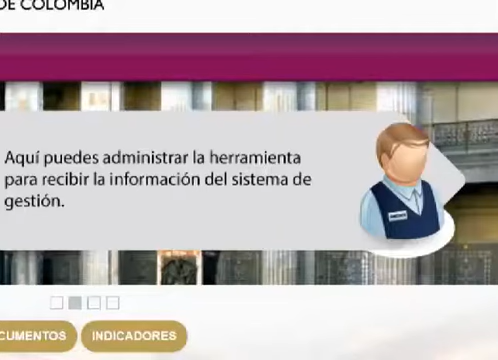 DE COLOMBIA
Aquí puedes administrar la herramienta
para recibir la información del sistema de
gestión.
CUMENTOS
INDICADORES